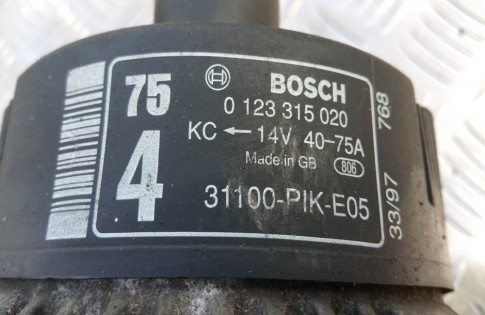 75
4
BOSCH
0 123 315 020
KC ← 14V 40-75A
Made in GB 806
31100-PIK-E05
33/97 768